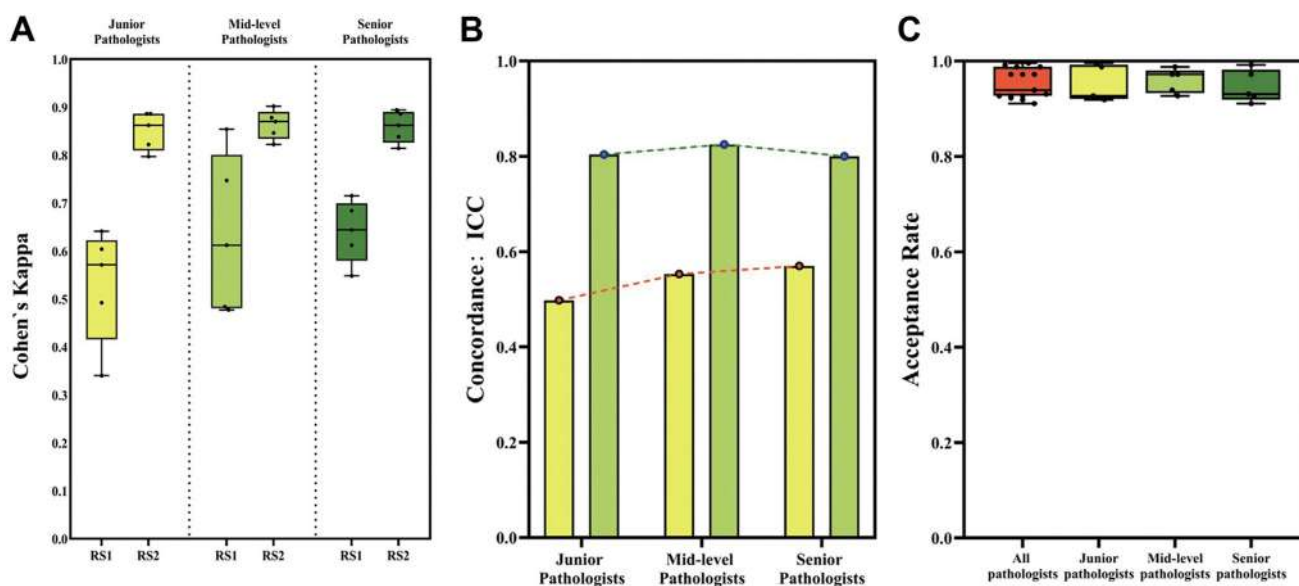 A
Junior
Pathologists
Mid-level
Pathologists
Senior
Pathologists
Cohen`s Kappa
1.0
0.9
0.8
0.7
0.6
0.5
0.4
0.3
0.2
0.1
0.0
RS1
RS2
RS1
RS2
RS1
RS2
B
Concordance: ICC
1.0
0.8
0.6
0.4
0.2
0.0
Junior
Pathologists
Mid-level
Pathologists
Senior
Pathologists
C
Acceptance Rate
1.0
0.8
0.6
0.4
0.2
0.0
All
pathologists
Junior
pathologists
Mid-level
pathologists
Senior
pathologists